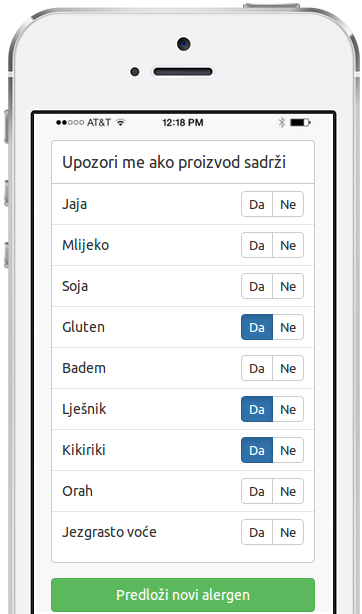 AT&T 12:18 PM
Upozori me ako proizvod sadrži
Jaja Da Ne
Mlijeko Da Ne
Soja Da Ne
Gluten Da Ne
Badem Da Ne
Lješnik Da Ne
Kikiriki Da Ne
Orah Da Ne
Jezgrasto voće Da Ne
Predloži novi alergen